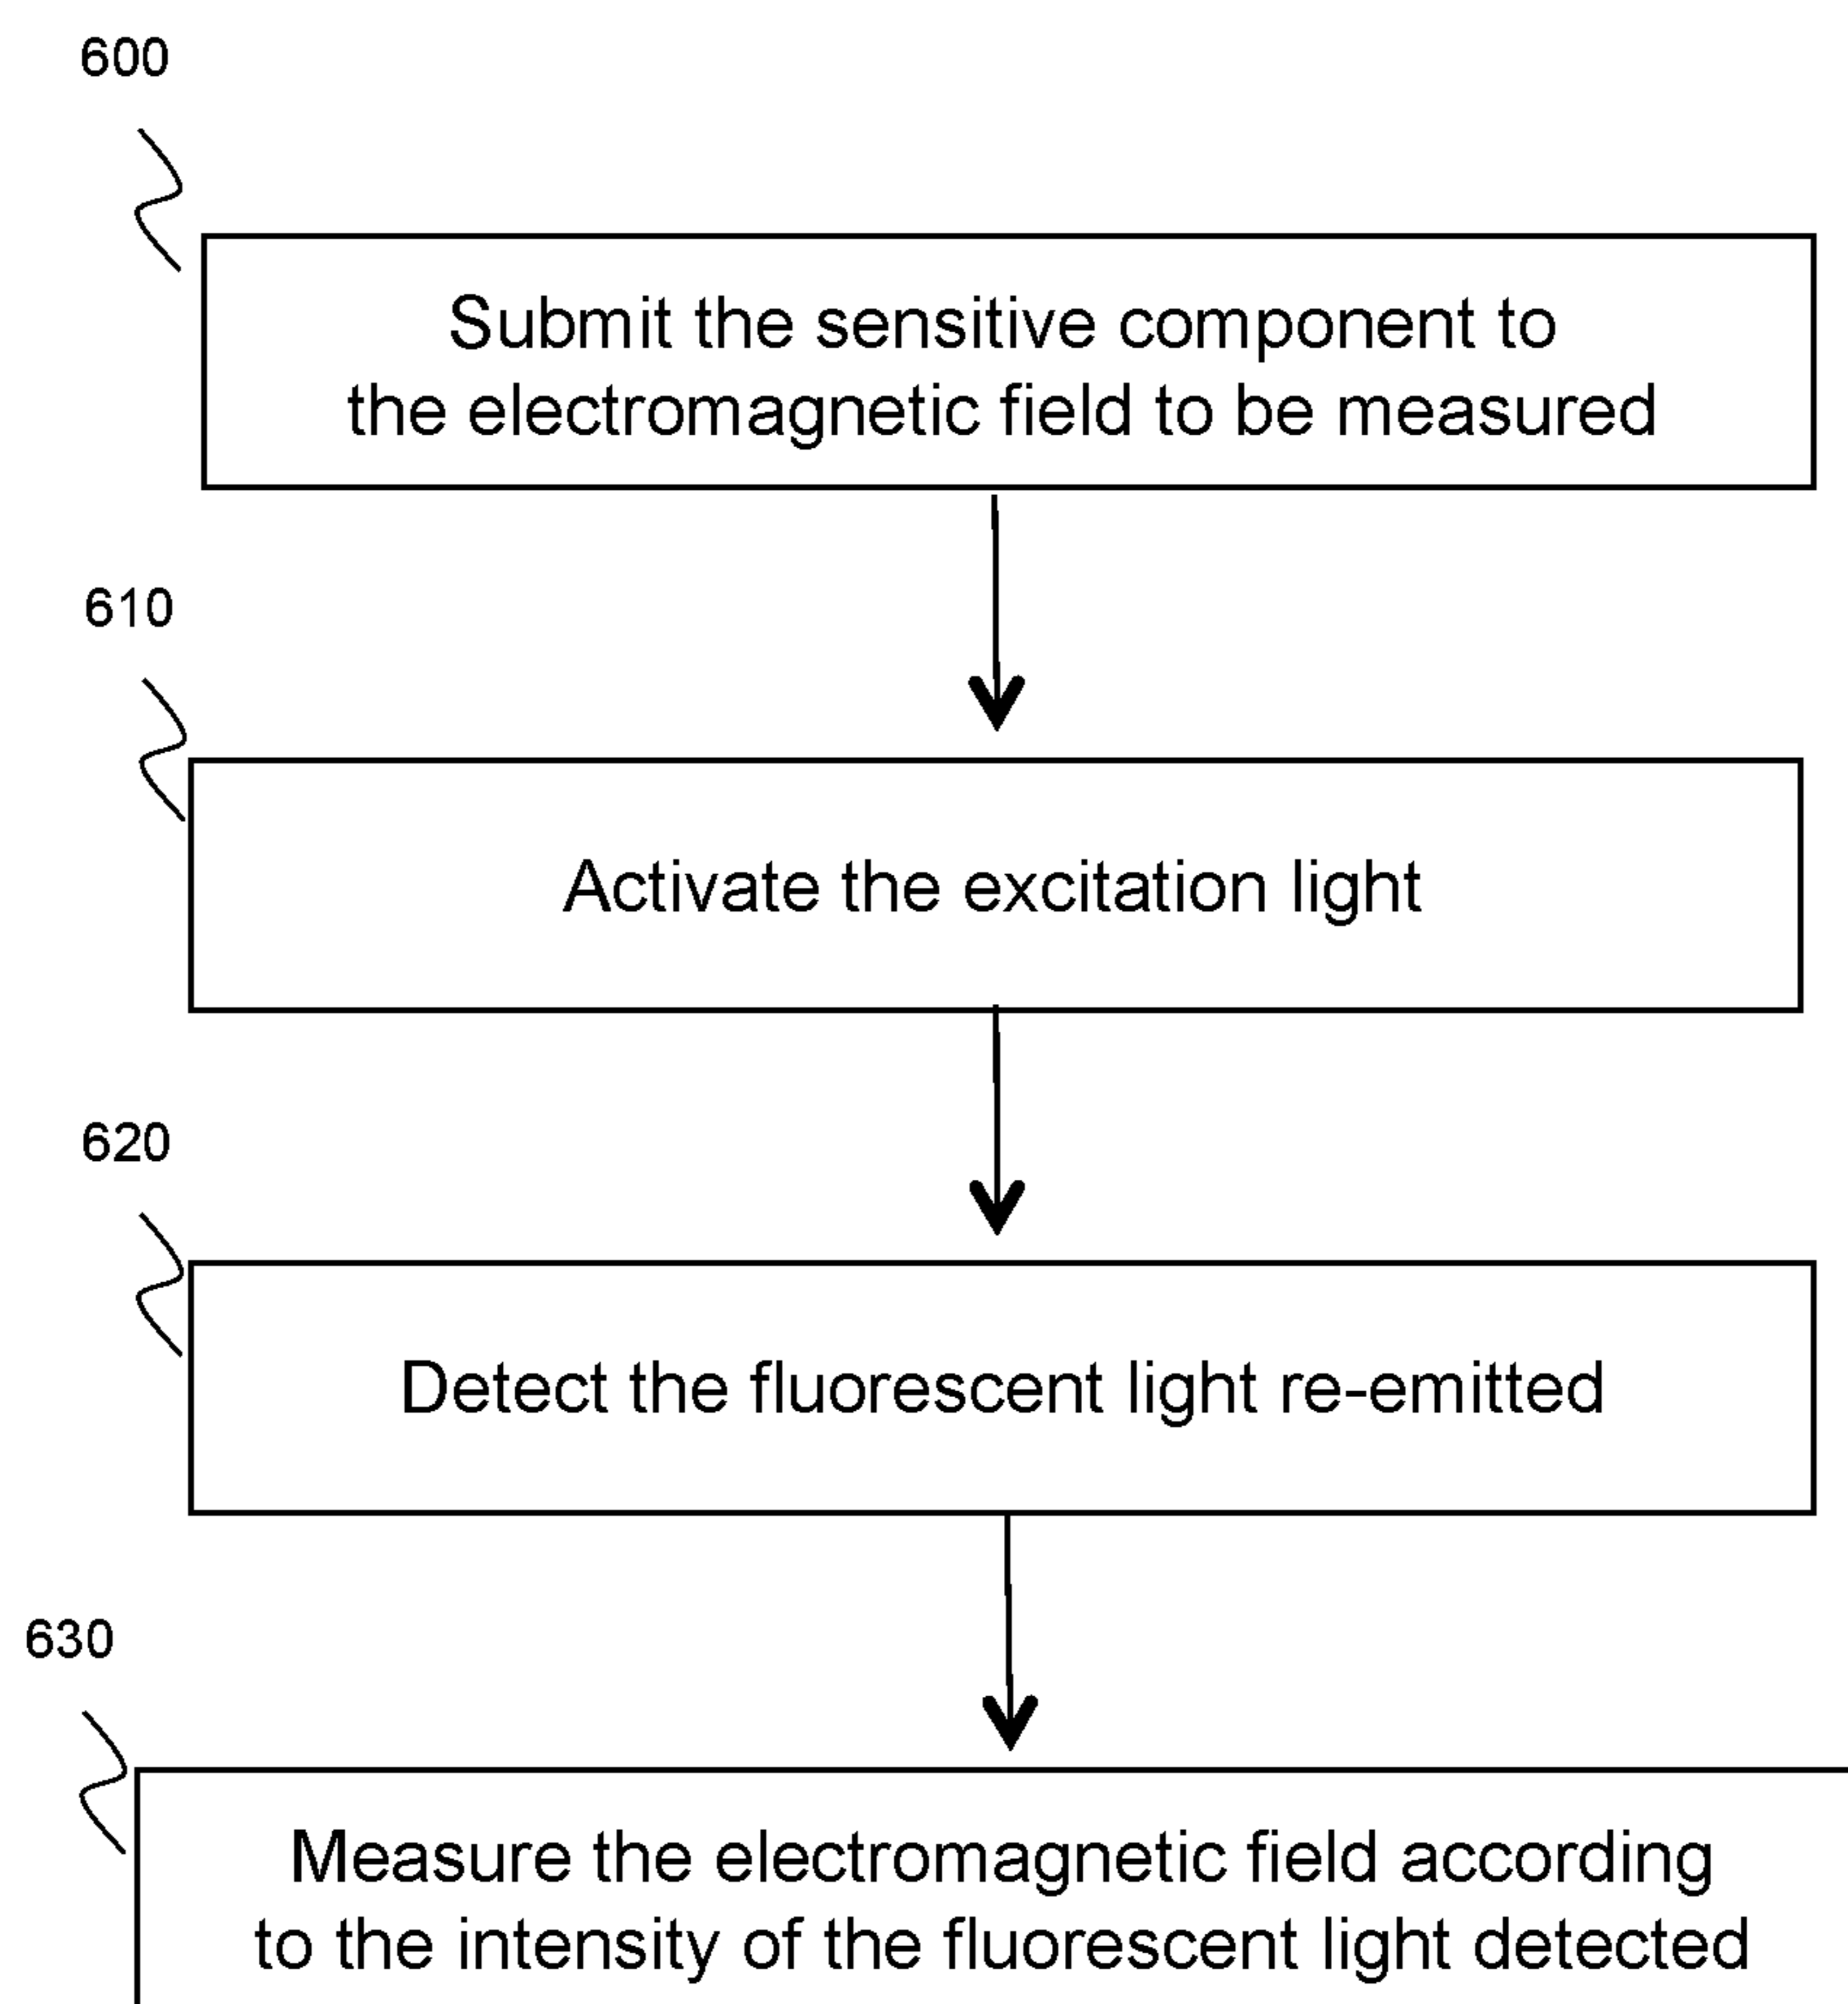 600
Submit the sensitive component to
the electromagnetic field to be measured
610
Activate the excitation light
620
Detect the fluorescent light re-emitted
630
Measure the electromagnetic field according
to the intensity of the fluorescent light detected